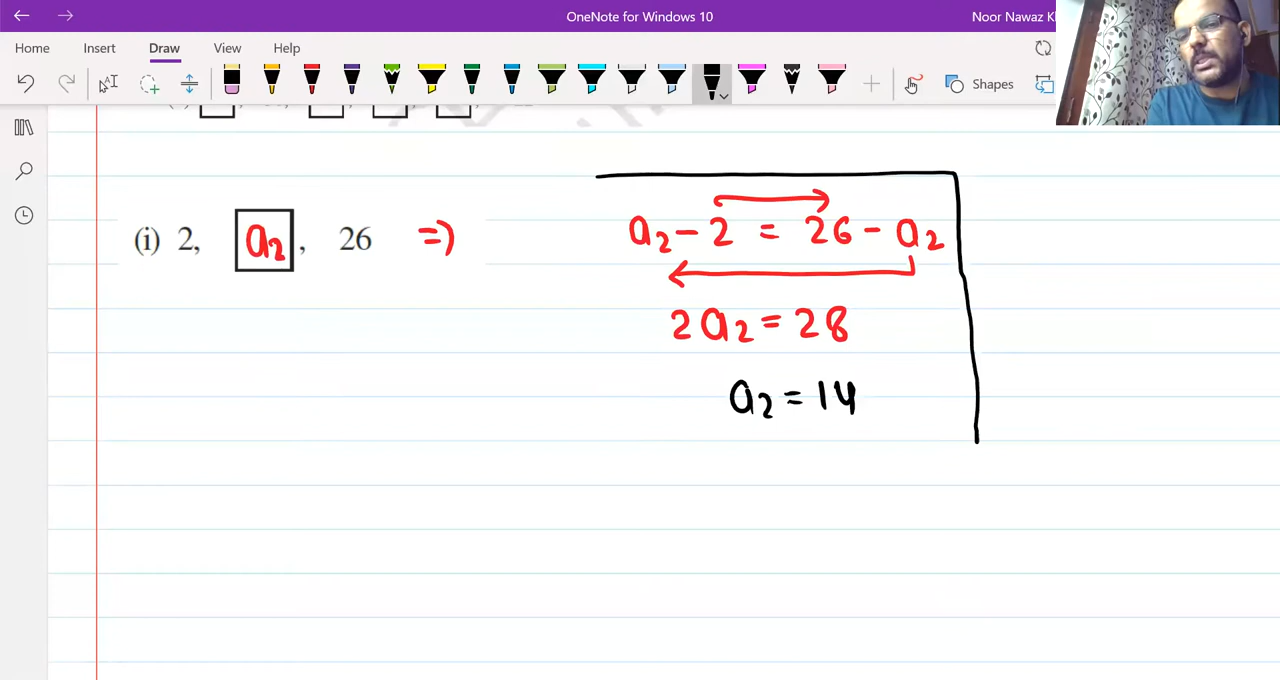 OneNote for Windows 10
Noor Nawaz
Home Insert Draw View Help
Shapes
(i) 2, a₂, 26 =>
a₂ - 2 = 26 - a₂
2a₂ = 28
a₂ = 14